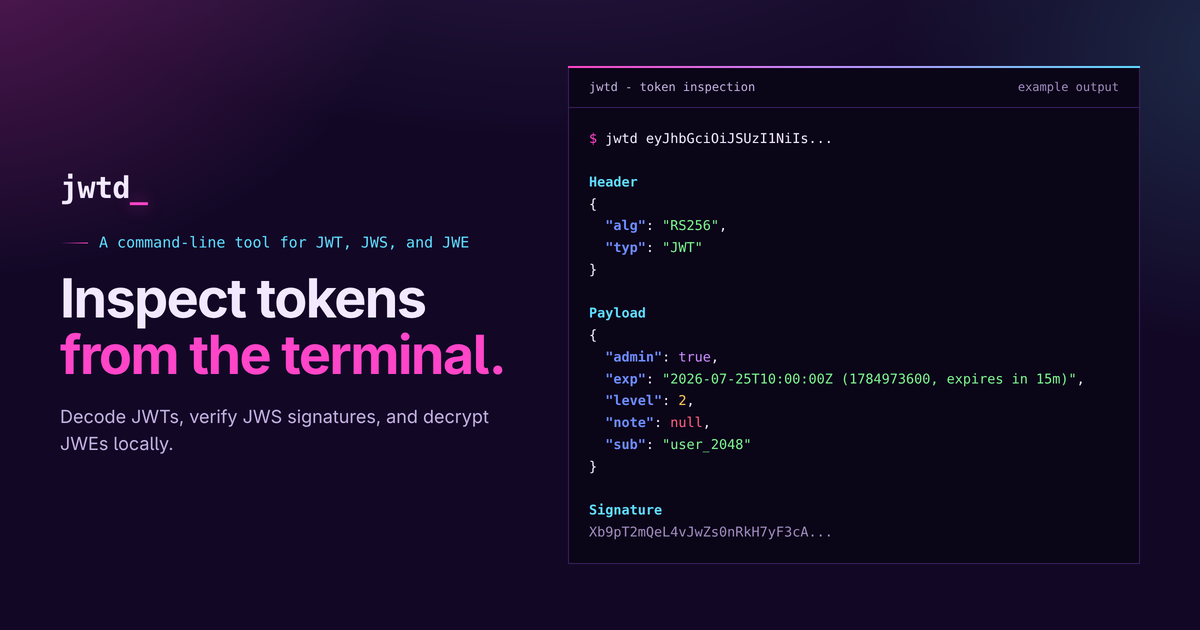 jwtd_
A command-line tool for JWT, JWS, and JWE
Inspect tokens
from the terminal.
Decode JWTs, verify JWS signatures, and decrypt
JWEs locally.
jwtd - token inspection
example output
$ jwtd eyJhbGciOiJSUzI1NiIs...
Header
{
  "alg": "RS256",
  "typ": "JWT"
}
Payload
{
  "admin": true,
  "exp": "2026-07-25T10:00:00Z (1784973600, expires in 15m)",
  "level": 2,
  "note": null,
  "sub": "user_2048"
}
Signature
Xb9pT2mQeL4vJwZs0nRkH7yF3cA...